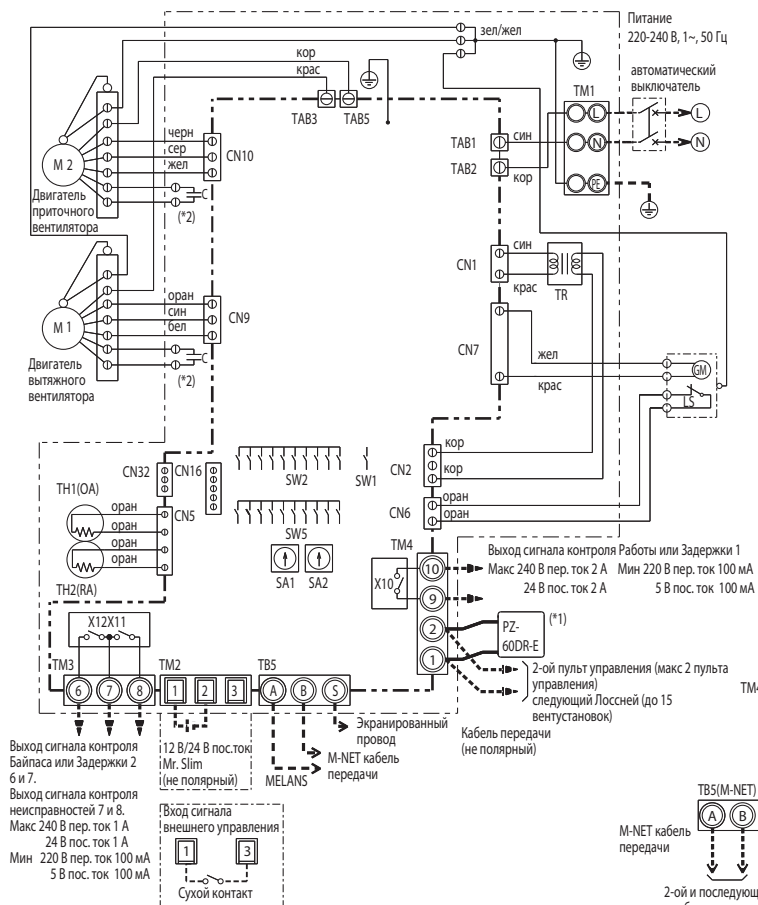 зел/жел
Питание
220-240 В, 1~, 50 Гц
автоматический
выключатель
кор
крас
TAB3
TAB5
TM1
L
L
N
N
PE
TAB1
син
TAB2
кор
черн
сер
жел
CN10
M 2
C
(*2)
Двигатель
приточного
вентилятора
CN1
син
крас
TR
оран
син
бел
CN9
M 1
C
(*2)
Двигатель
вытяжного
вентилятора
CN7
жел
крас
GM
LS
CN2
кор
кор
CN6
оран
оран
CN32
CN16
SW2
SW1
SW5
SA1
SA2
TH1(OA)
оран
CN5
оран
оран
оран
TH2(RA)
TM4
X10
10
9
2
1
Выход сигнала контроля Работы или Задержки 1
Макс 240 В пер. ток 2 А Мин 220 В пер. ток 100 мА
24 В пос. ток 2 А 5 В пос. ток 100 мА
PZ-
60DR-E
(*1)
2-ой пульт управления (макс 2 пульта
управления)
следующий Лоссней (до 15
вентустановок)
Кабель передачи
(не полярный)
TM4
X12X11
TM3
6
7
8
TM2
1
2
3
TB5
A
B
S
Экранированный
провод
M-NET кабель
передачи
MELANS
12 В/24 В пос.ток
Mr. Slim
(не полярный)
Выход сигнала контроля
Байпаса или Задержки 2
6 и 7.
Выход сигнала контроля
неисправностей 7 и 8.
Макс 240 В пер. ток 1 А
24 В пос. ток 1 А
Мин 220 В пер. ток 100 мА
5 В пос. ток 100 мА
Вход сигнала
внешнего управления
1
3
Сухой контакт
TB5(M-NET)
A
B
M-NET кабель
передачи
2-ой и последующ